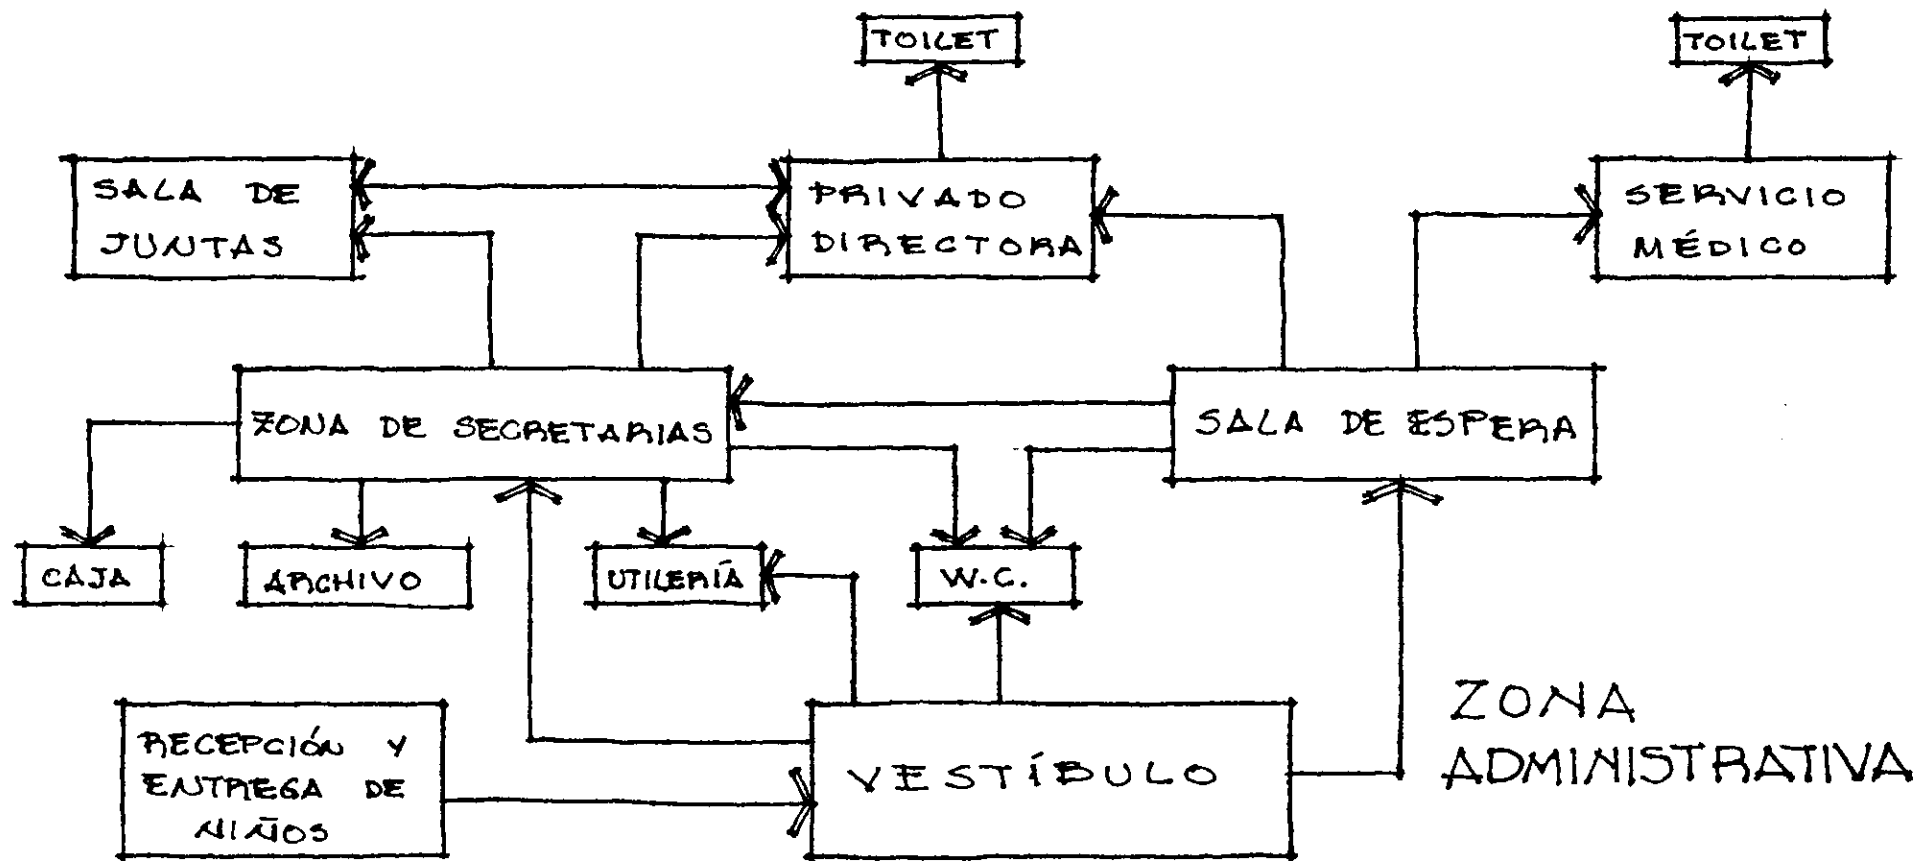 TOILET
TOILET
SALA DE
JUNTAS
PRIVADO
DIRECTORA
SERVICIO
MÉDICO
ZONA DE SECRETARIAS
SALA DE ESPERA
CAJA
ARCHIVO
UTILERÍA
W.C.
RECEPCIÓN Y
ENTREGA DE
NIÑOS
VESTÍBULO
ZONA
ADMINISTRATIVA